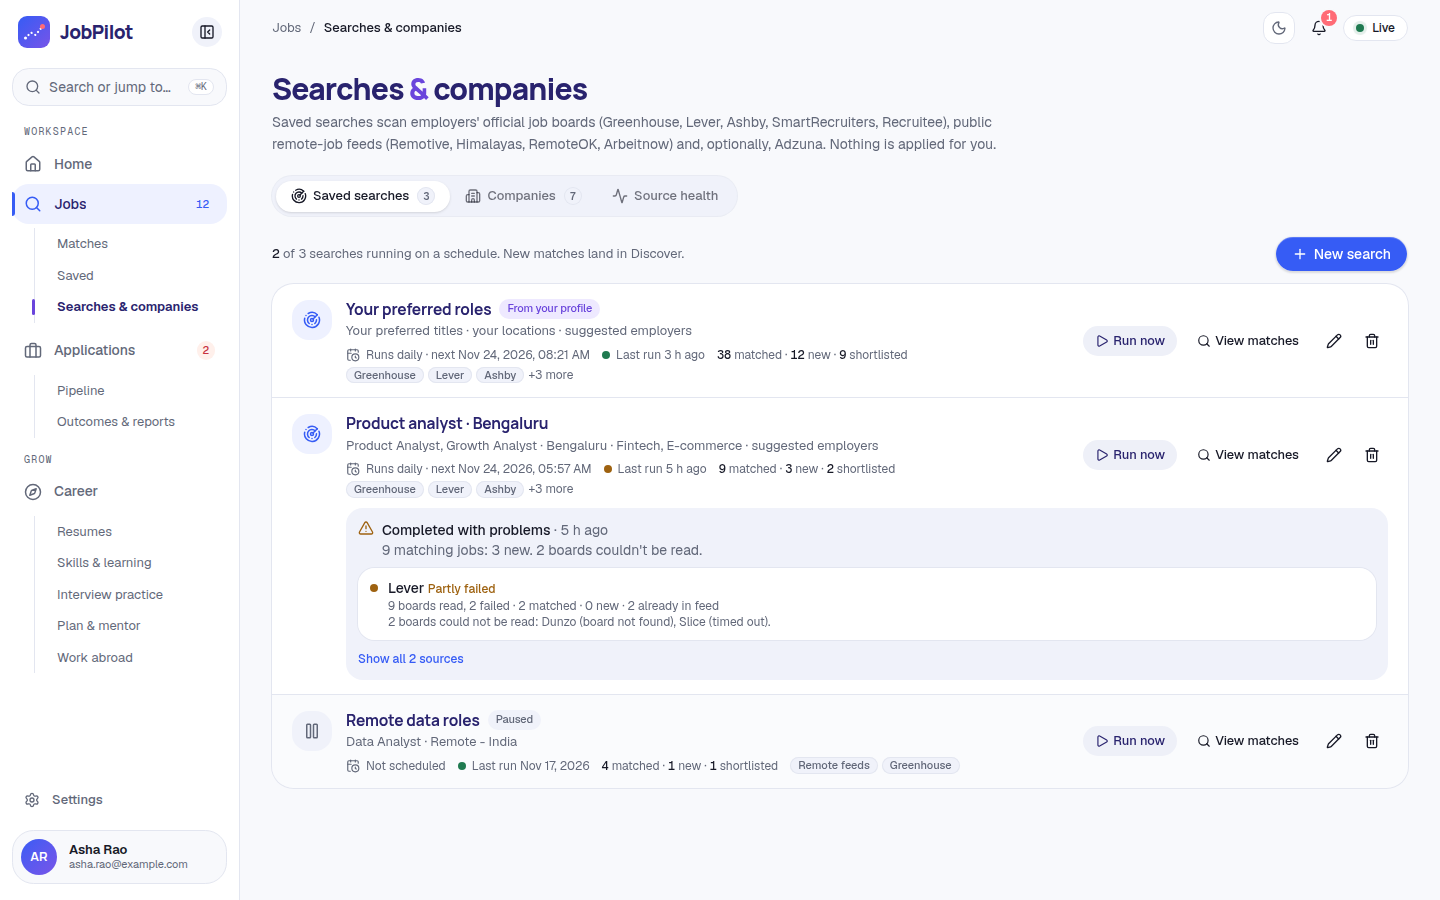 JobPilot
Search or jump to... ⌘K
WORKSPACE
Home
Jobs 12
Matches
Saved
Searches & companies
Applications 2
Pipeline
Outcomes & reports
GROW
Career
Resumes
Skills & learning
Interview practice
Plan & mentor
Work abroad
Settings
AR
Asha Rao
asha.rao@example.com
Jobs / Searches & companies
1
Live
Searches & companies
Saved searches scan employers' official job boards (Greenhouse, Lever, Ashby, SmartRecruiters, Recruitee), public
remote-job feeds (Remotive, Himalayas, RemoteOK, Arbeitnow) and, optionally, Adzuna. Nothing is applied for you.
Saved searches 3
Companies 7
Source health
2 of 3 searches running on a schedule. New matches land in Discover.
New search
Your preferred roles From your profile
Your preferred titles · your locations · suggested employers
Runs daily · next Nov 24, 2026, 08:21 AM Last run 3 h ago 38 matched · 12 new · 9 shortlisted
Greenhouse Lever Ashby +3 more
Run now View matches
Product analyst · Bengaluru
Product Analyst, Growth Analyst · Bengaluru · Fintech, E-commerce · suggested employers
Runs daily · next Nov 24, 2026, 05:57 AM Last run 5 h ago 9 matched · 3 new · 2 shortlisted
Greenhouse Lever Ashby +3 more
Run now View matches
Completed with problems · 5 h ago
9 matching jobs: 3 new. 2 boards couldn't be read.
Lever Partly failed
9 boards read, 2 failed · 2 matched · 0 new · 2 already in feed
2 boards could not be read: Dunzo (board not found), Slice (timed out).
Show all 2 sources
Remote data roles Paused
Data Analyst · Remote - India
Not scheduled Last run Nov 17, 2026 4 matched · 1 new · 1 shortlisted Remote feeds Greenhouse
Run now View matches